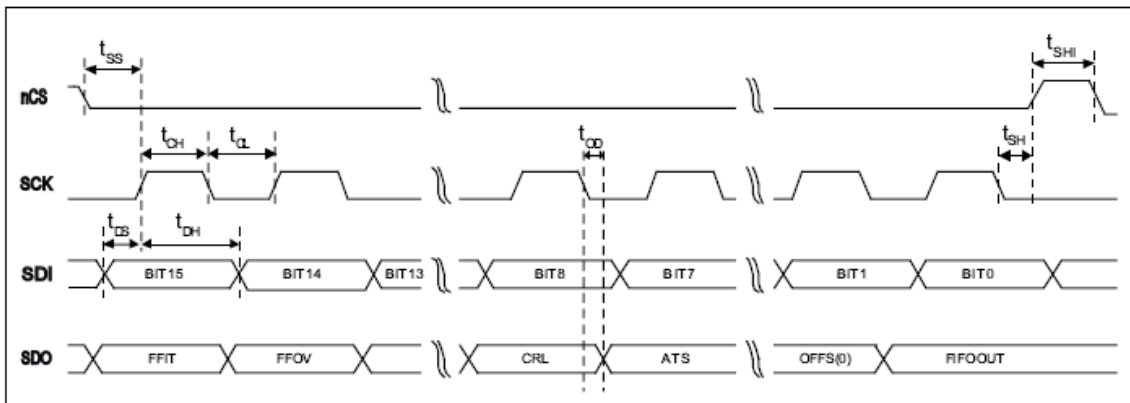 tSS
tSHI
nCS
tCH
tCL
tOD
tSH
SCK
tDS
tDH
SDI
BIT15
BIT14
BIT13
BIT8
BIT7
BIT1
BIT0
SDO
FFIT
FFOV
CRL
ATS
OFFS(0)
FIFOOUT